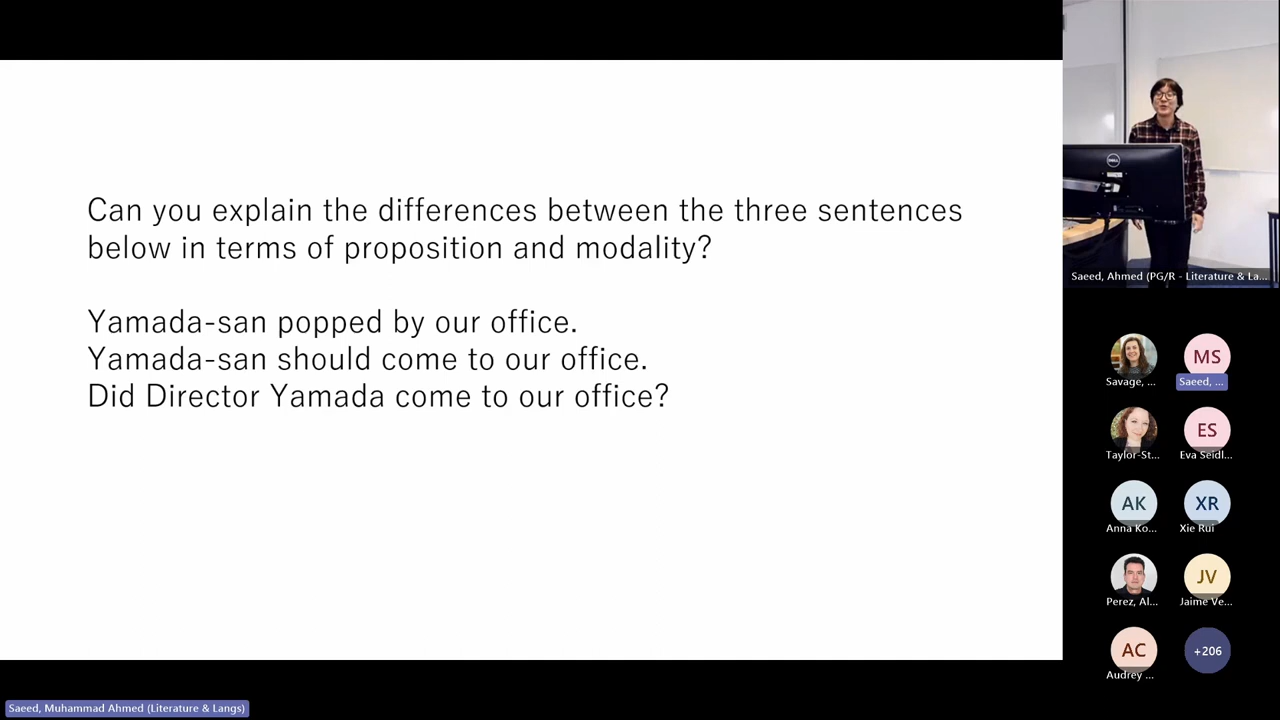 Can you explain the differences between the three sentences
below in terms of proposition and modality?
Yamada-san popped by our office.
Yamada-san should come to our office.
Did Director Yamada come to our office?
DELL
Saeed, Ahmed (PG/R - Literature & La...
Savage, ...
MS
Saeed, ...
Taylor-St...
ES
Eva Seidl...
AK
Anna Ko...
XR
Xie Rui
Perez, Al...
JV
Jaime Ve...
AC
Audrey ...
+206
Saeed, Muhammad Ahmed (Literature & Langs)